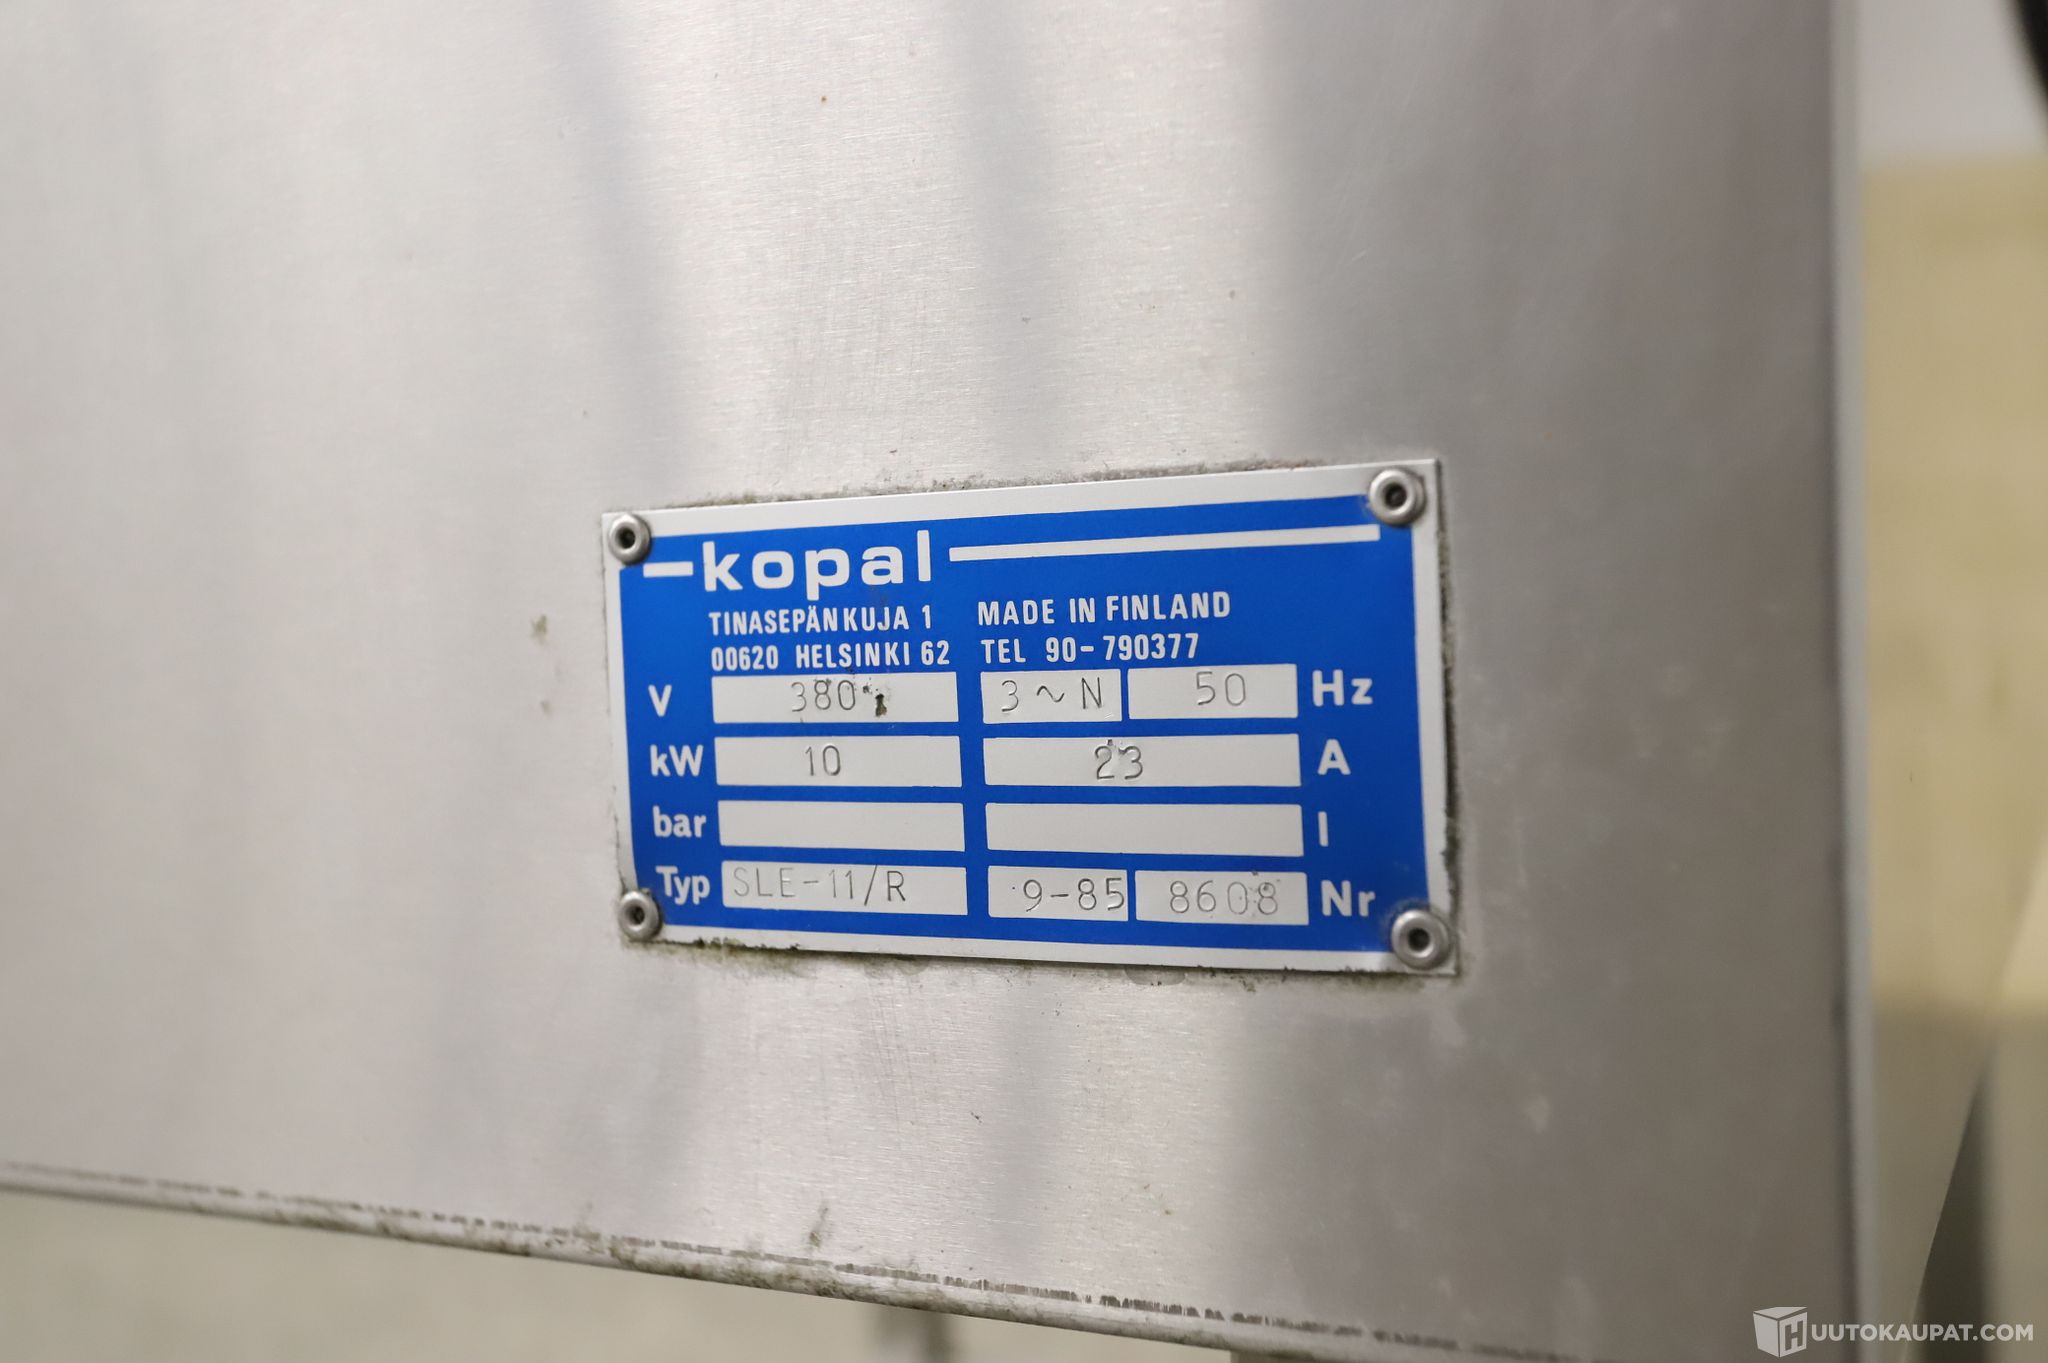 kopal
TINASEPÄNKUJA 1 MADE IN FINLAND
00620 HELSINKI 62 TEL 90-790377
V 380 3~N 50 Hz
kW 10 23 A
bar l
Typ SLE-11/R 9-85 8608 Nr
HUUTOKAUPAT.COM